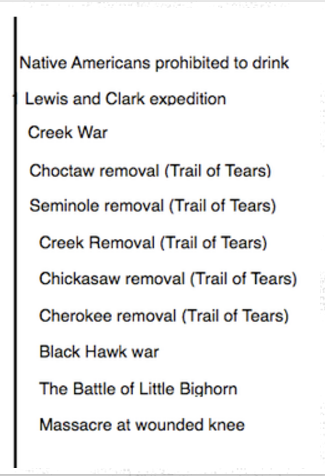 Native Americans prohibited to drink
Lewis and Clark expedition
Creek War
Choctaw removal (Trail of Tears)
Seminole removal (Trail of Tears)
Creek Removal (Trail of Tears)
Chickasaw removal (Trail of Tears)
Cherokee removal (Trail of Tears)
Black Hawk war
The Battle of Little Bighorn
Massacre at wounded knee